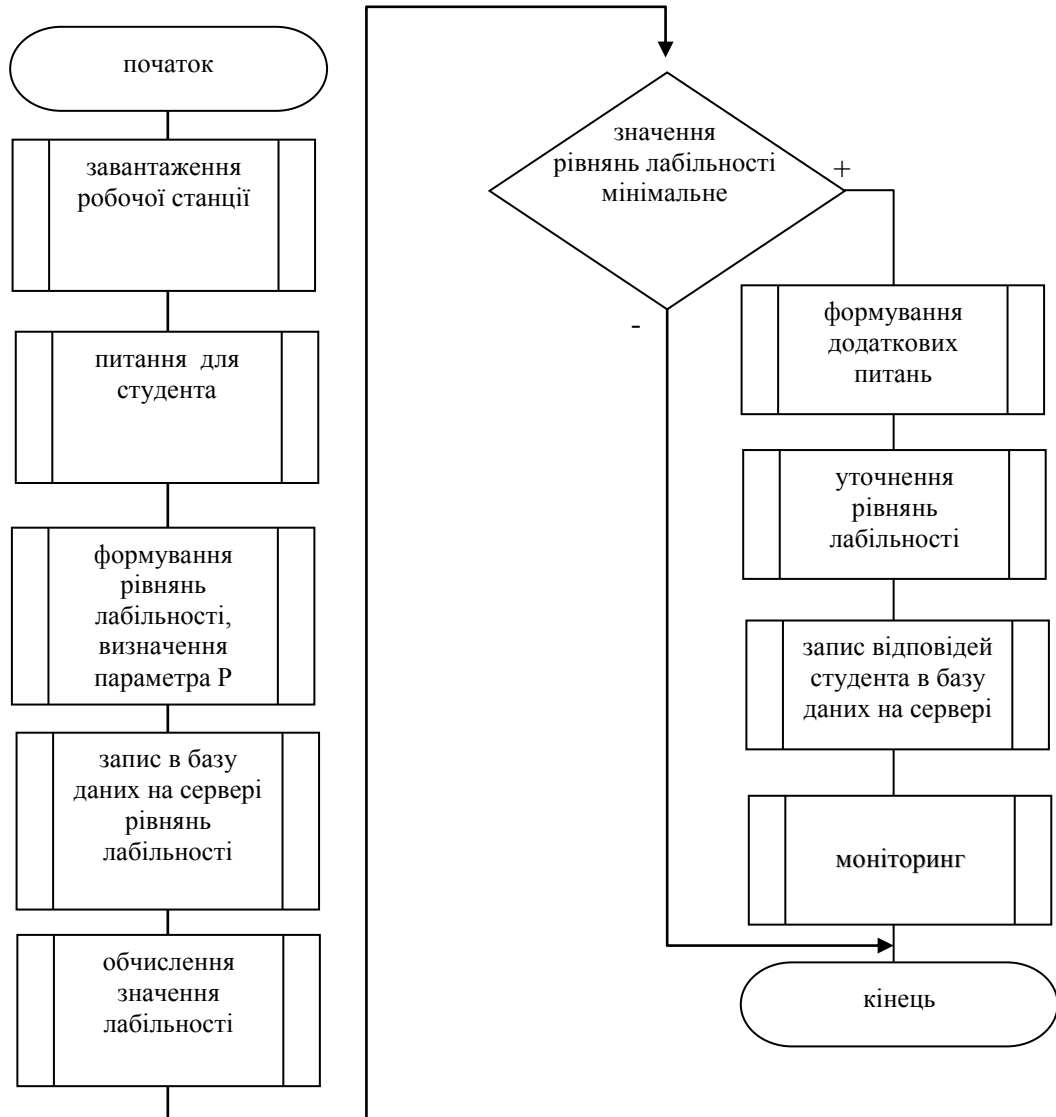 початок
завантаження
робочої станції
питання для
студента
формування
рівнянь
лабільності,
визначення
параметра Р
запис в базу
даних на сервері
рівнянь
лабільності
обчислення
значення
лабільності
значення
рівнянь лабільності
мінімальне
+
-
формування
додаткових
питань
уточнення
рівнянь
лабільності
запис відповідей
студента в базу
даних на сервері
моніторинг
кінець